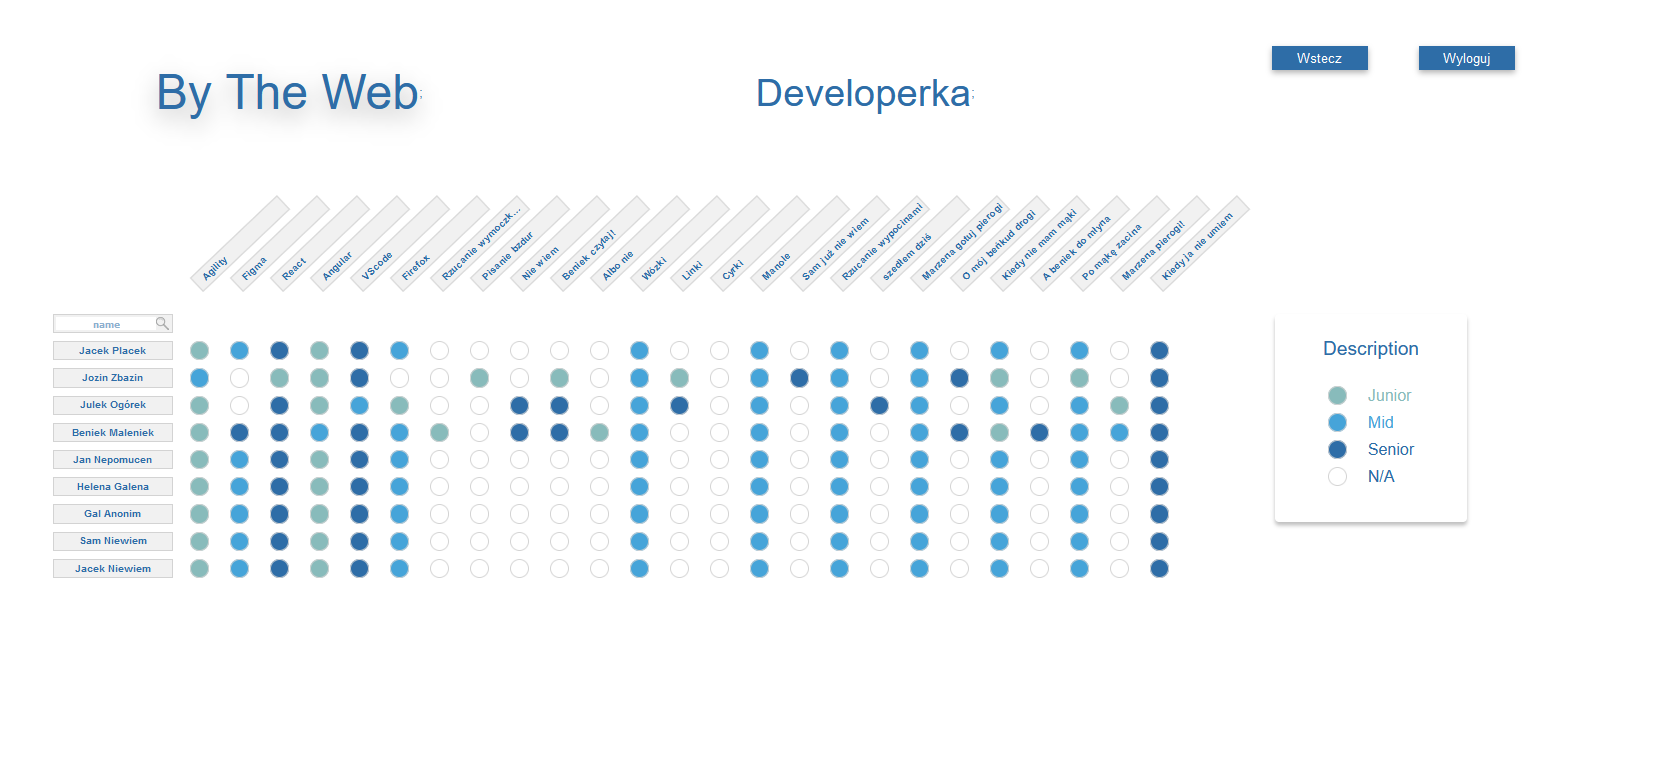 Wstecz
Wyloguj
By The Web;
Developerka;
Agility
Figma
React
Angular
VScode
Firefox
Rzucanie wymoczk...
Pisanie bzdur
Nie wiem
Beniek czytaj!
Albo nie
Wózki
Linki
Cyrki
Manole
Sam już nie wiem
Rzucanie wypocinami
szedłem dziś
Marzena gotuj pierogi
O mój beńkud drogi
Kiedy nie mam mąki
A beniek do młyna
Po mąkę zacina
Marzena pierogi!
Kiedy ja nie umiem
name
Jacek Placek
Jozin Zbazin
Julek Ogórek
Beniek Maleniek
Jan Nepomucen
Helena Galena
Gal Anonim
Sam Niewiem
Jacek Niewiem
Description
Junior
Mid
Senior
N/A